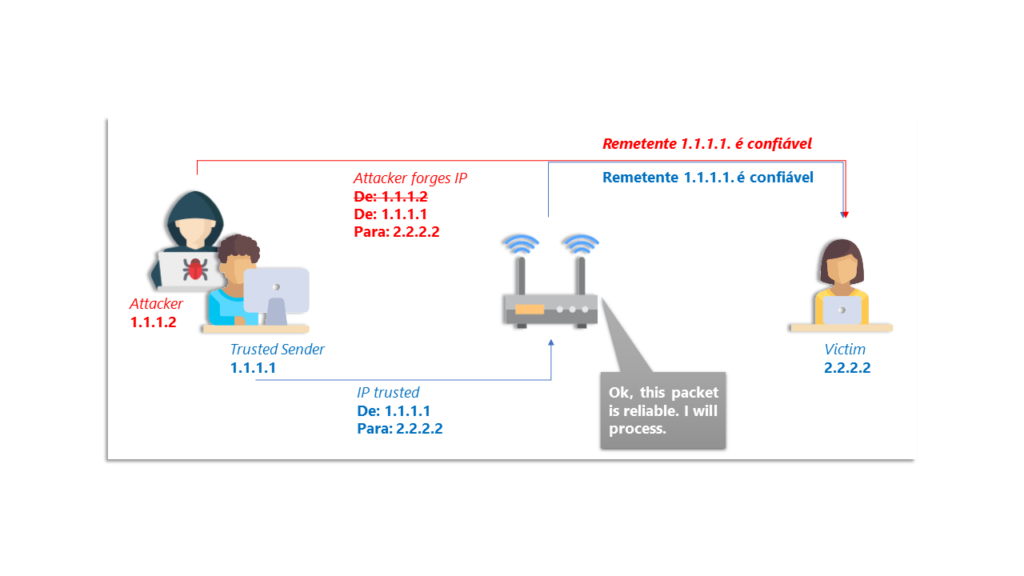 Remetente 1.1.1.1. é confiável
Remetente 1.1.1.1. é confiável
Attacker forges IP
De: 1.1.1.2
De: 1.1.1.1
Para: 2.2.2.2
Attacker
1.1.1.2
Trusted Sender
1.1.1.1
Victim
2.2.2.2
IP trusted
De: 1.1.1.1
Para: 2.2.2.2
Ok, this packet
is reliable. I will
process.